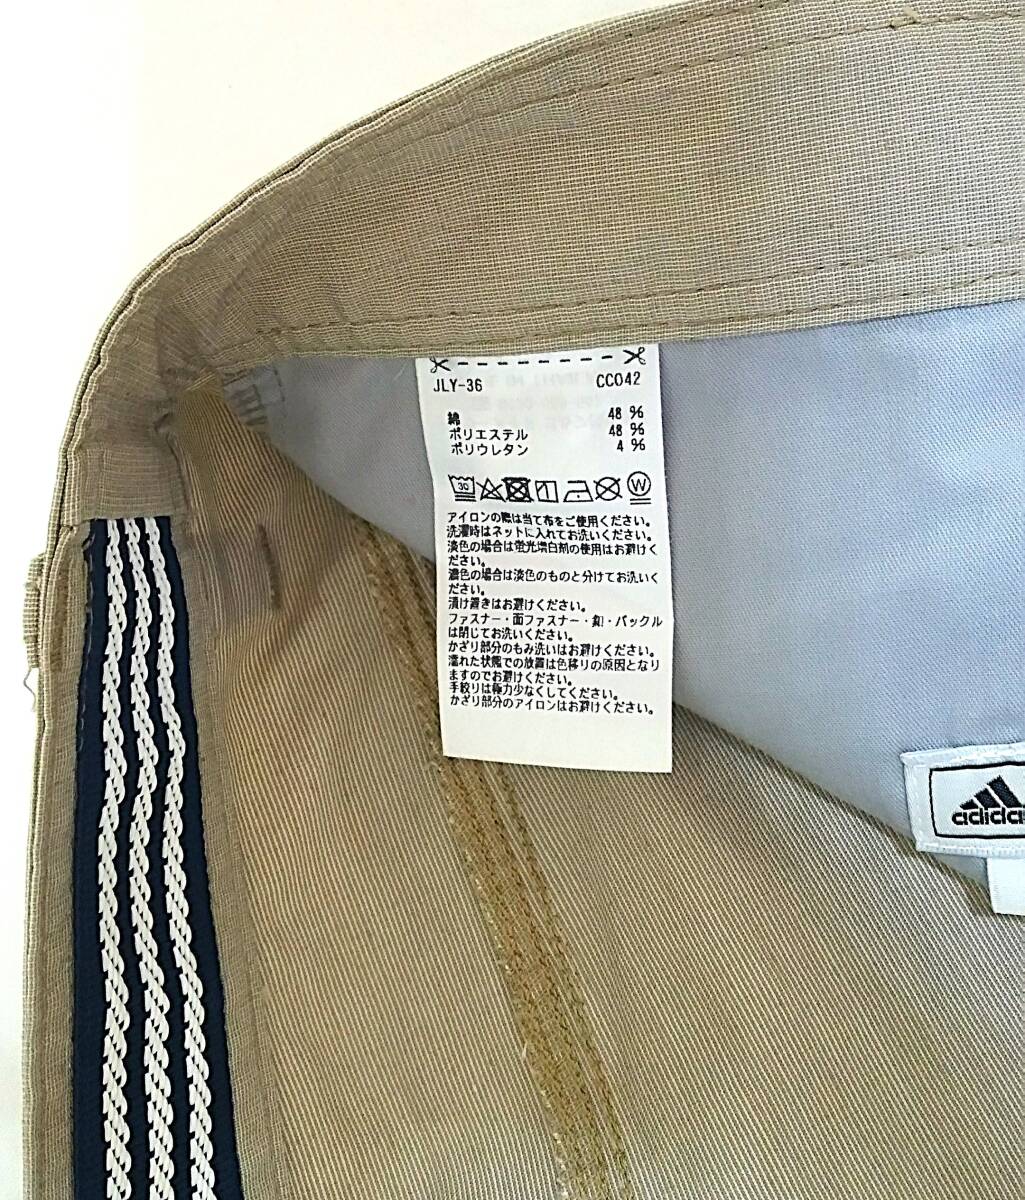 JLY-36 CC042
綿 48 %
ポリエステル 48 %
ポリウレタン 4 %
30 W
アイロンの際は当て布をご使用ください。
洗濯時はネットに入れてお洗いください。
淡色の場合は蛍光増白剤の使用はお避けく
ださい。
濃色の場合は淡色のものと分けてお洗いく
ださい。
漬け置きはお避けください。
ファスナー・面ファスナー・釦・バックル
は閉じてお洗いください。
かざり部分のもみ洗いはお避けください。
濡れた状態での放置は色移りの原因となり
ますのでお避けください。
手絞りは極力少なくしてください。
かざり部分のアイロンはお避けください。
adidas